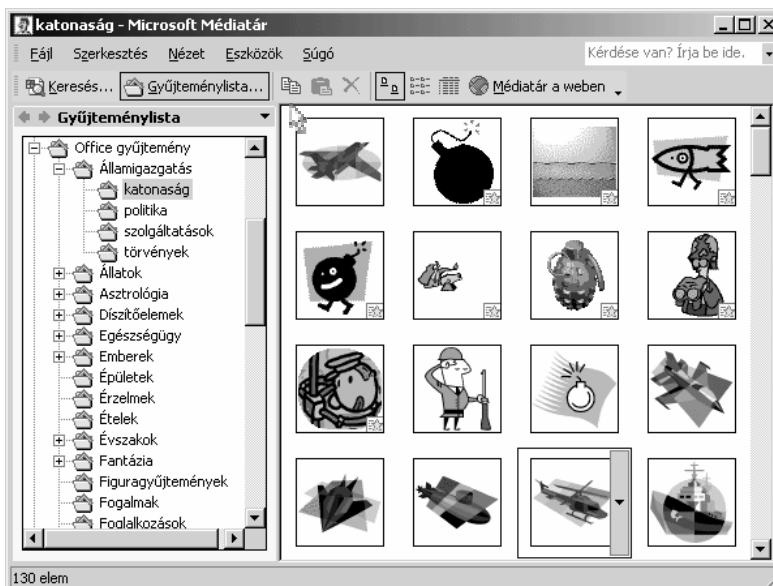 katonaság - Microsoft Médiatár
Fájl Szerkesztés Nézet Eszközök Súgó Kérdése van? Írja be ide.
Keresés... Gyűjteménylista... Médiatár a weben
Gyűjteménylista
Office gyűjtemény
Államigazgatás
katonaság
politika
szolgáltatások
törvények
Állatok
Asztrológia
Díszítőelemek
Egészségügy
Emberek
Épületek
Érzelmek
Ételek
Évszakok
Fantázia
Figuragyűjtemények
Fogalmak
Foglalkozások
130 elem